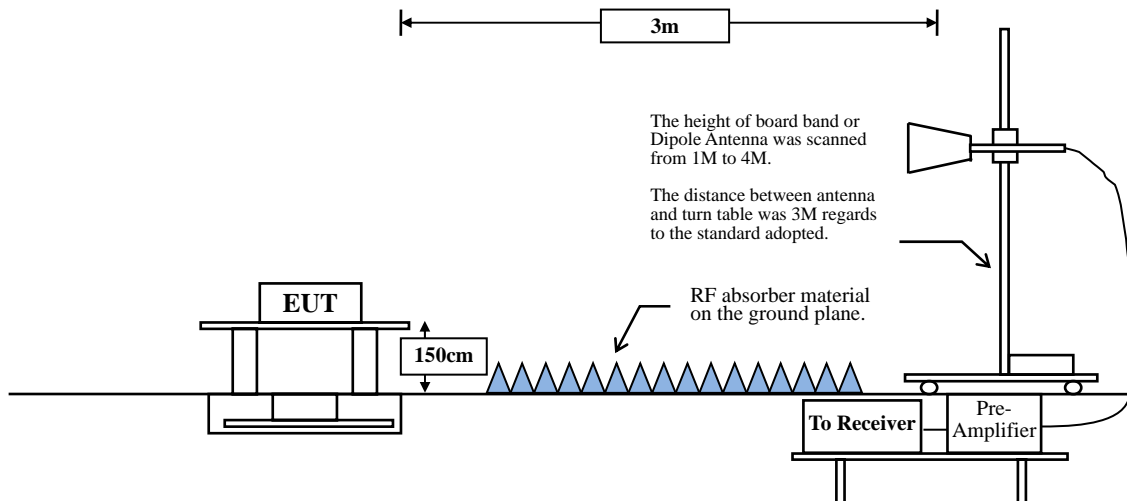 3m
The height of board band or
Dipole Antenna was scanned
from 1M to 4M.
The distance between antenna
and turn table was 3M regards
to the standard adopted.
EUT
RF absorber material
on the ground plane.
150cm
To Receiver
Pre-
Amplifier